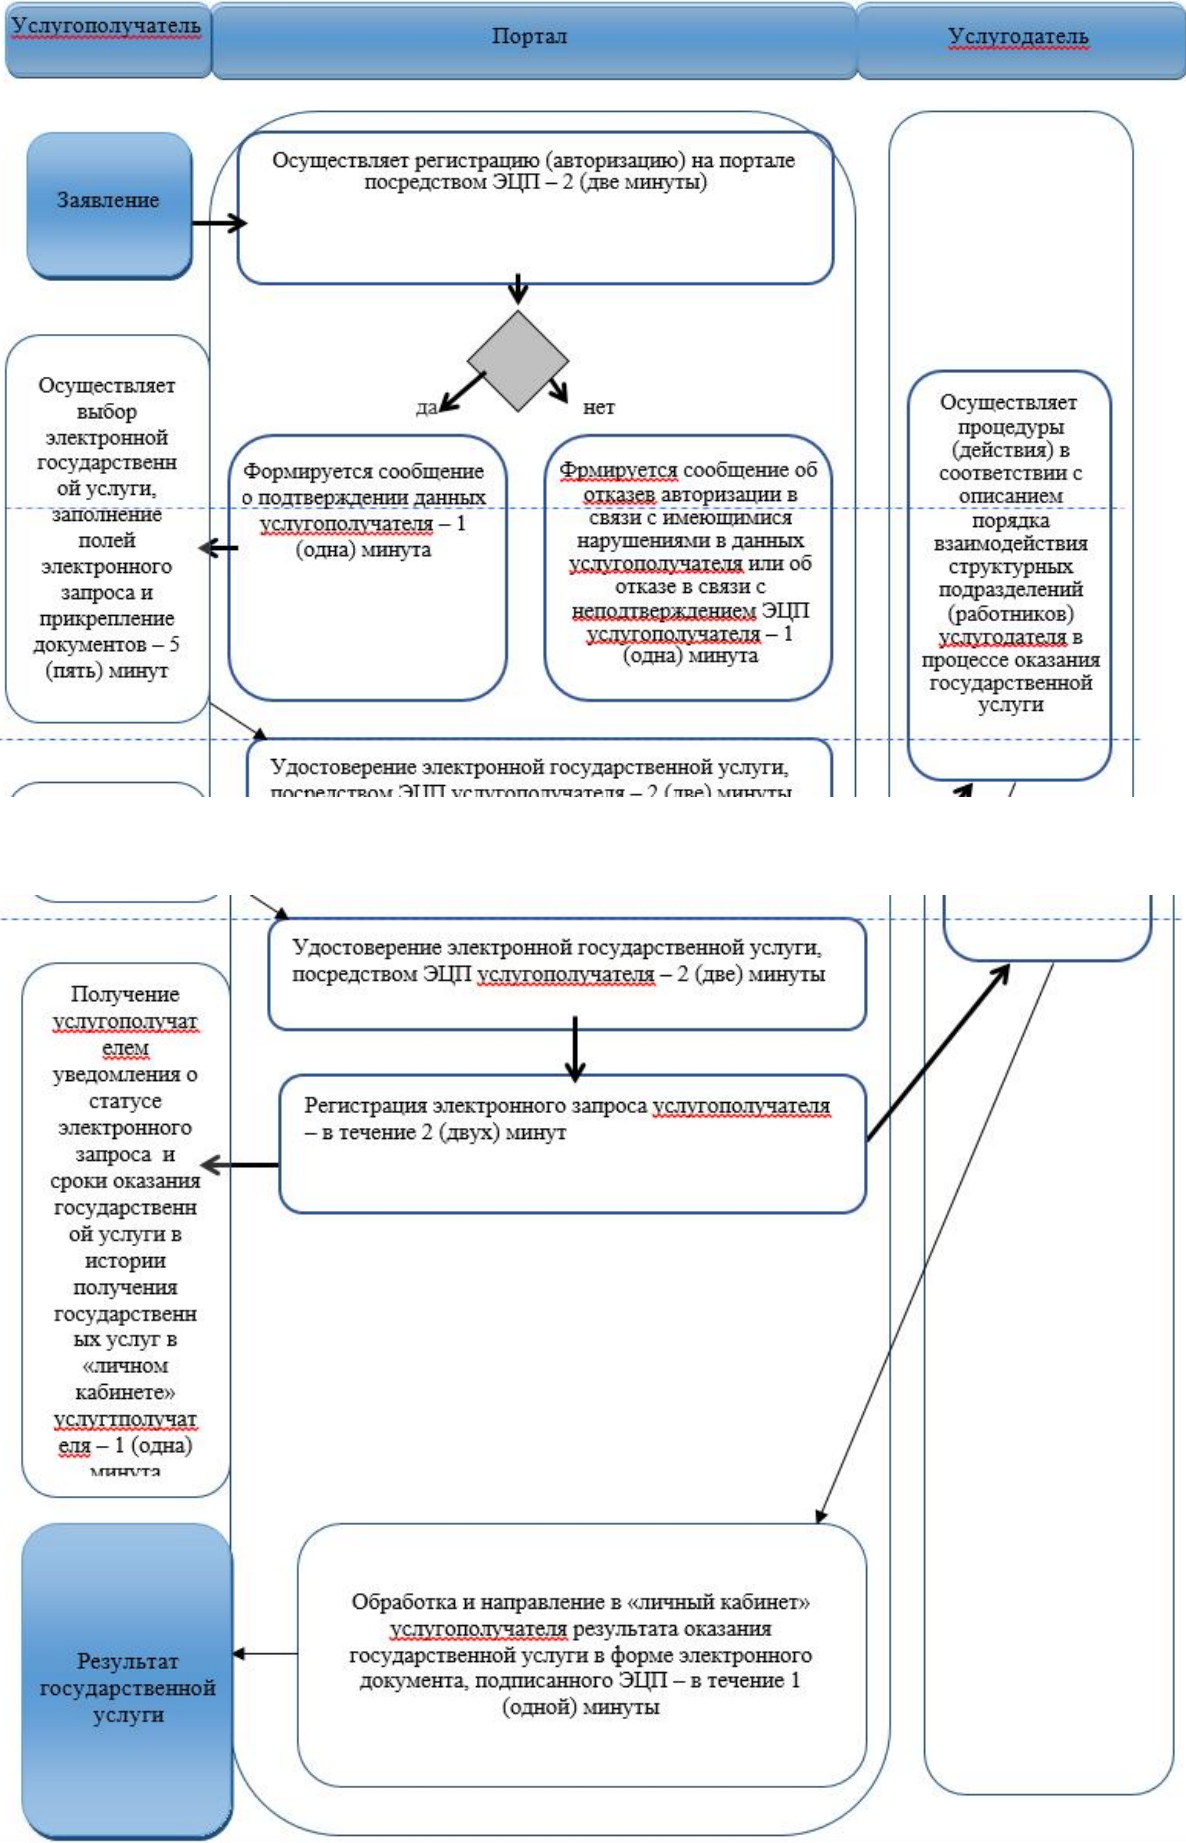 Услугополучатель
Портал
Услугодатель
Заявление
Осуществляет регистрацию (авторизацию) на портале
посредством ЭЦП – 2 (две минуты)
да
нет
Осуществляет
выбор
электронной
государственн
ой услуги,
заполнение
полей
электронного
запроса и
прикрепление
документов – 5
(пять) минут
Формируется сообщение
о подтверждении данных
услугополучателя – 1
(одна) минута
Фрмируется сообщение об
отказев авторизации в
связи с имеющимися
нарушениями в данных
услугополучателя или об
отказе в связи с
неподтверждением ЭЦП
услугополучателя – 1
(одна) минута
Осуществляет
процедуры
(действия) в
соответствии с
описанием
порядка
взаимодействия
структурных
подразделений
(работников)
услугодателя в
процессе оказания
государственной
услуги
Удостоверение электронной государственной услуги,
посредством ЭЦП услугополучателя – 2 (две) минуты
Удостоверение электронной государственной услуги,
посредством ЭЦП услугополучателя – 2 (две) минуты
Получение
услугополучат
елем
уведомления о
статусе
электронного
запроса и
сроки оказания
государственн
ой услуги в
истории
получения
государственн
ых услуг в
«личном
кабинете»
услугтполучат
еля – 1 (одна)
минута
Регистрация электронного запроса услугополучателя
– в течение 2 (двух) минут
Обработка и направление в «личный кабинет»
услугополучателя результата оказания
государственной услуги в форме электронного
документа, подписанного ЭЦП – в течение 1
(одной) минуты
Результат
государственной
услуги